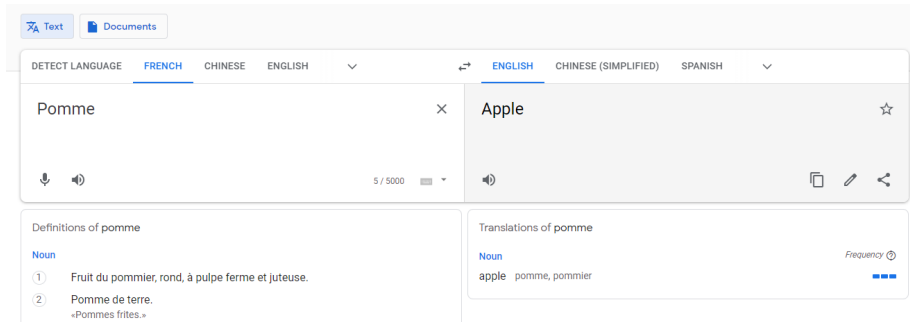 Text Documents
DETECT LANGUAGE FRENCH CHINESE ENGLISH ENGLISH CHINESE (SIMPLIFIED) SPANISH
Pomme Apple
5 / 5000
Definitions of pomme
Noun
1 Fruit du pommier, rond, à pulpe ferme et juteuse.
2 Pomme de terre.
«Pommes frites.»
Translations of pomme
Noun Frequency
apple pomme, pommier